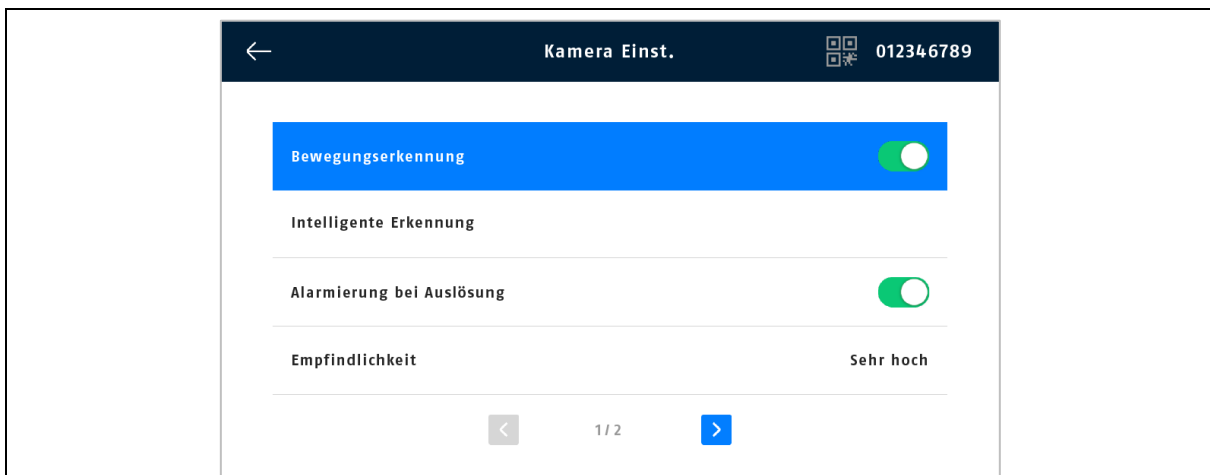 Kamera Einst. 012346789
Bewegungserkennung
Intelligente Erkennung
Alarmierung bei Auslösung
Empfindlichkeit Sehr hoch
1 / 2